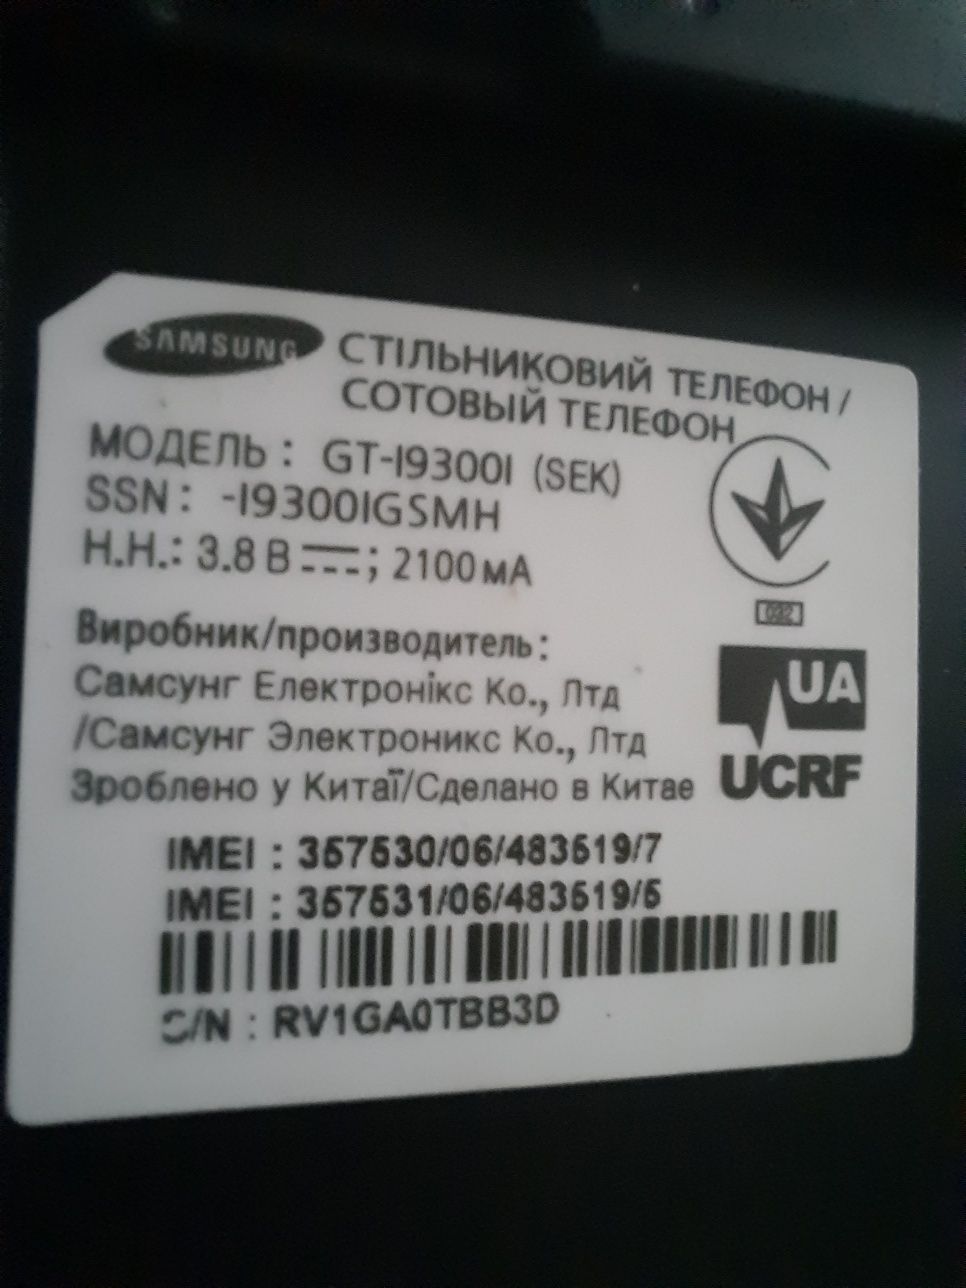 SAMSUNG
СТІЛЬНИКОВИЙ ТЕЛЕФОН /
СОТОВЫЙ ТЕЛЕФОН
МОДЕЛЬ : GT-I9300I (SEK)
SSN : -I9300IGSMH
Н.Н.: 3.8 В ; 2100 мА
Виробник/производитель:
Самсунг Електронікс Ко., Лтд
/Самсунг Электроникс Ко., Лтд
Зроблено у Китаї/Сделано в Китае
032
UA
UCRF
IMEI : 357530/06/483519/7
IMEI : 357531/06/483519/5
S/N : RV1GA0TBB3D